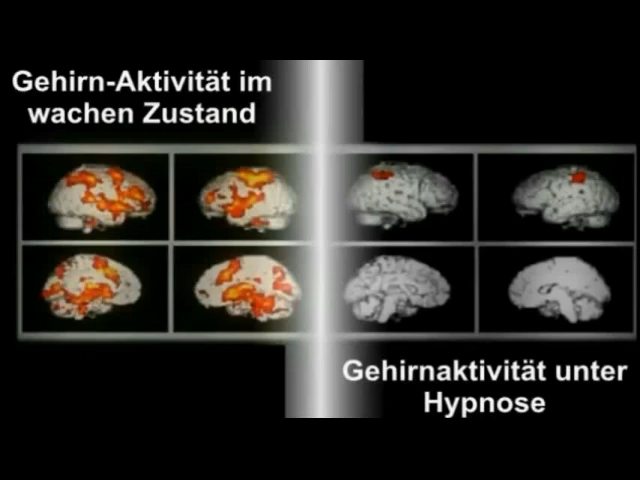 Gehirn-Aktivität im
wachen Zustand
Gehirnaktivität unter
Hypnose